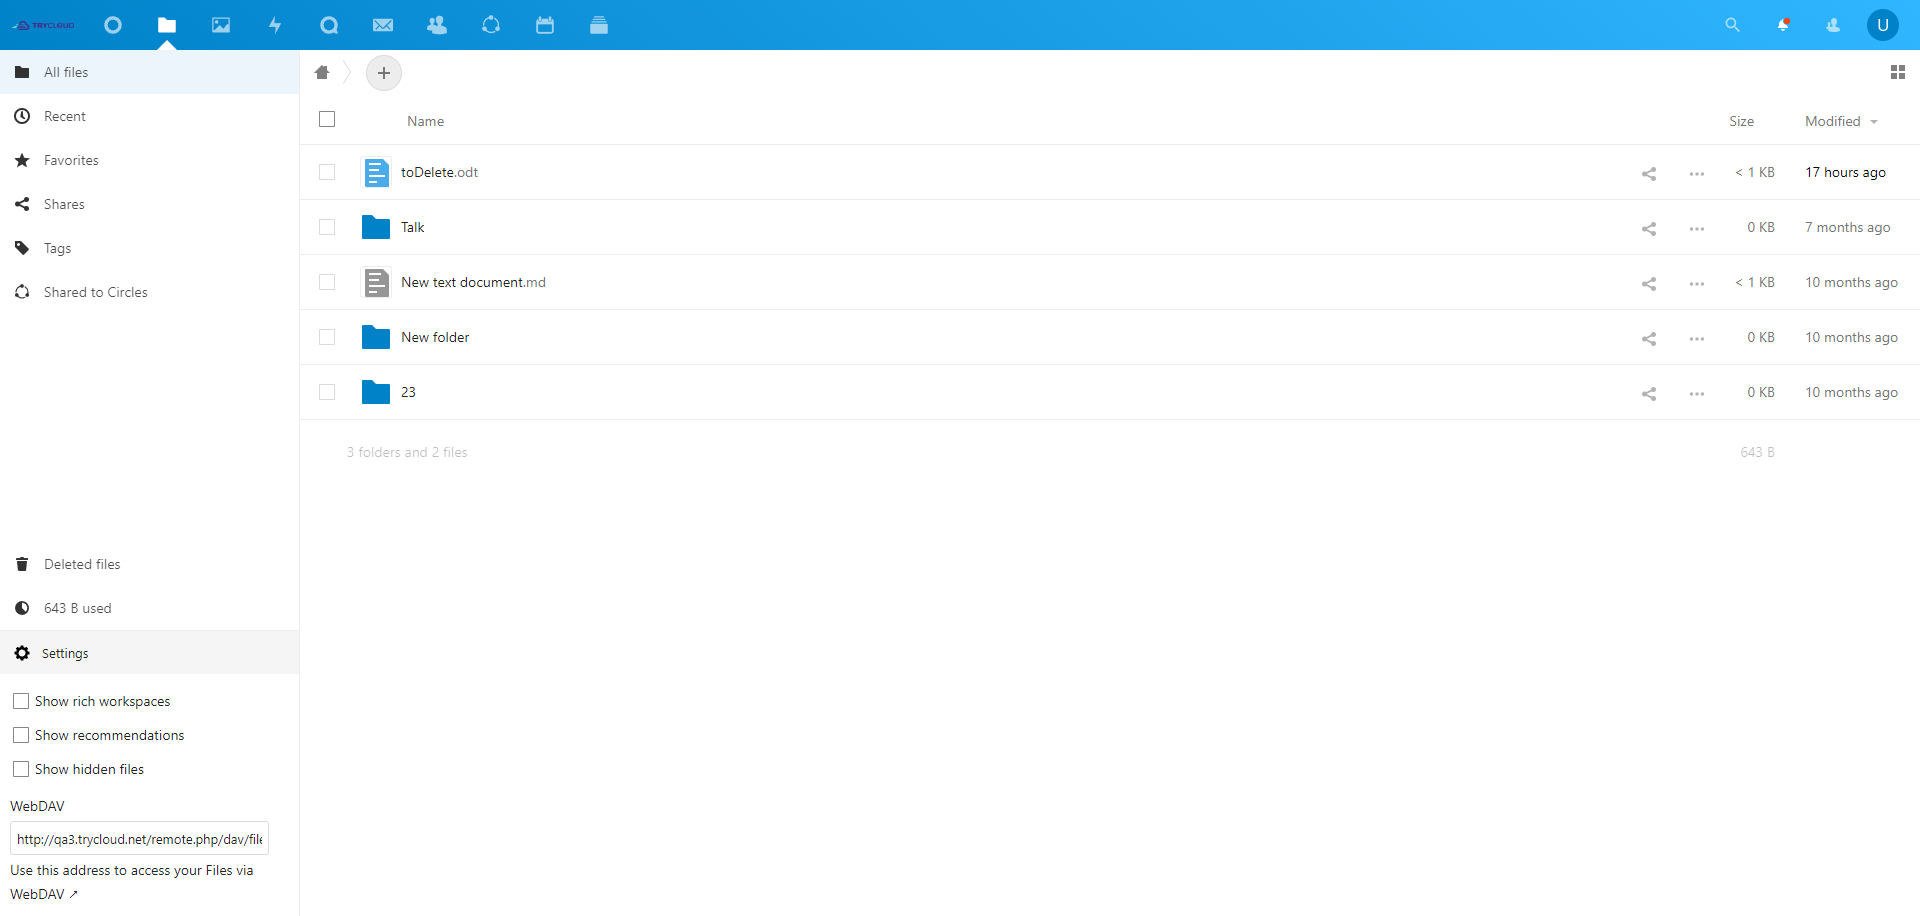 TRYCLOUD
U
All files
Recent
Favorites
Shares
Tags
Shared to Circles
Deleted files
643 B used
Settings
Show rich workspaces
Show recommendations
Show hidden files
WebDAV
http://qa3.trycloud.net/remote.php/dav/file
Use this address to access your Files via
WebDAV ↗
Name Size Modified
toDelete.odt < 1 KB 17 hours ago
Talk 0 KB 7 months ago
New text document.md < 1 KB 10 months ago
New folder 0 KB 10 months ago
23 0 KB 10 months ago
3 folders and 2 files 643 B